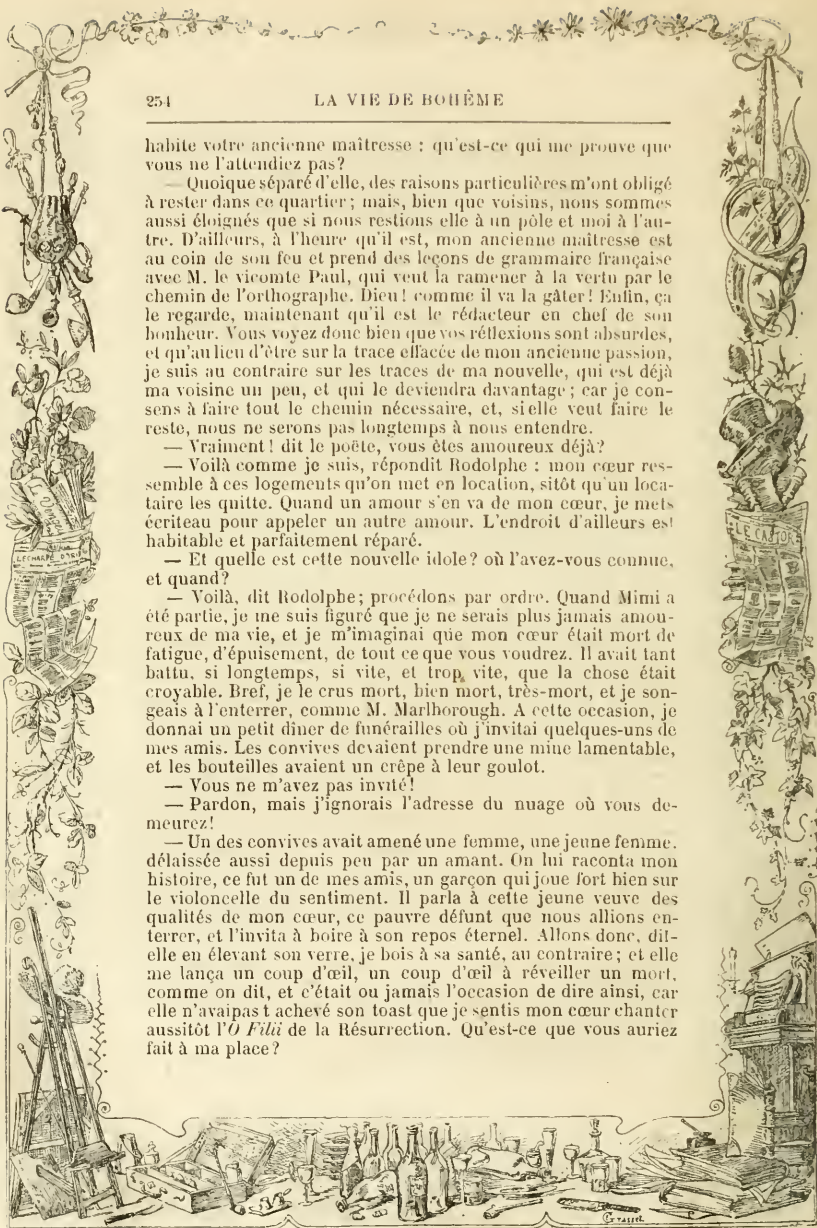 254
LA VIE DE BOHÊME
habite votre ancienne maîtresse : qu'est-ce qui me prouve que
vous ne l'attendiez pas?
— Quoique séparé d'elle, des raisons particulières m'ont obligé
à rester dans ce quartier ; mais, bien que voisins, nous sommes
aussi éloignés que si nous restions elle à un pôle et moi à l'au-
tre. D'ailleurs, à l'heure qu'il est, mon ancienne maîtresse est
au coin de son feu et prend des leçons de grammaire française
avec M. le vicomte Paul, qui veut la ramener à la vertu par le
chemin de l'orthographe. Dieu ! comme il va la gâter ! Enfin, ça
le regarde, maintenant qu'il est le rédacteur en chef de son
bonheur. Vous voyez donc bien que vos réflexions sont absurdes,
et qu'au lieu d'être sur la trace effacée de mon ancienne passion,
je suis au contraire sur les traces de ma nouvelle, qui est déjà
ma voisine un peu, et qui le deviendra davantage ; car je con-
sens à faire tout le chemin nécessaire, et, si elle veut faire le
reste, nous ne serons pas longtemps à nous entendre.
— Vraiment ! dit le poëte, vous êtes amoureux déjà?
— Voilà comme je suis, répondit Rodolphe : mon cœur res-
semble à ces logements qu'on met en location, sitôt qu'un loca-
taire les quitte. Quand un amour s'en va de mon cœur, je mets
écriteau pour appeler un autre amour. L'endroit d'ailleurs est
habitable et parfaitement réparé.
— Et quelle est cette nouvelle idole ? où l'avez-vous connue,
et quand?
— Voilà, dit Rodolphe ; procédons par ordre. Quand Mimi a
été partie, je me suis figuré que je ne serais plus jamais amou-
reux de ma vie, et je m'imaginai que mon cœur était mort de
fatigue, d'épuisement, de tout ce que vous voudrez. Il avait tant
battu, si longtemps, si vite, et trop vite, que la chose était
croyable. Bref, je le crus mort, bien mort, très-mort, et je son-
geais à l'enterrer, comme M. Marlborough. A cette occasion, je
donnai un petit dîner de funérailles où j'invitai quelques-uns de
mes amis. Les convives devaient prendre une mine lamentable,
et les bouteilles avaient un crêpe à leur goulot.
— Vous ne m'avez pas invité !
— Pardon, mais j'ignorais l'adresse du nuage où vous de-
meurez!
— Un des convives avait amené une femme, une jeune femme,
délaissée aussi depuis peu par un amant. On lui raconta mon
histoire, ce fut un de mes amis, un garçon qui joue fort bien sur
le violoncelle du sentiment. Il parla à cette jeune veuve des
qualités de mon cœur, ce pauvre défunt que nous allions en-
terrer, et l'invita à boire à son repos éternel. Allons donc, dit-
elle en élevant son verre, je bois à sa santé, au contraire ; et elle
me lança un coup d'œil, un coup d'œil à réveiller un mort,
comme on dit, et c'était ou jamais l'occasion de dire ainsi, car
elle n'avaipas t achevé son toast que je sentis mon cœur chanter
aussitôt l'O Filii de la Résurrection. Qu'est-ce que vous auriez
fait à ma place?
L'ECHARPE D'IRIS
LE CASTOR